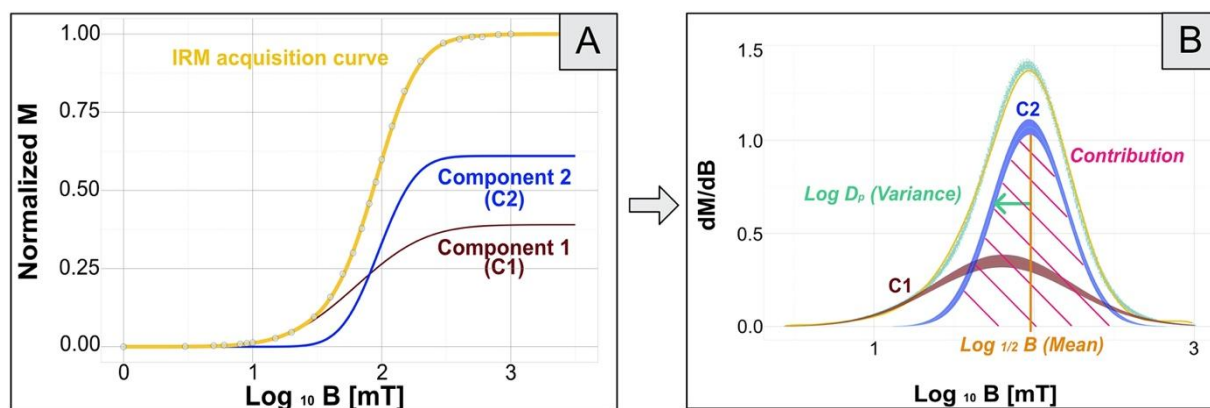 A
IRM acquisition curve
Normalized M
1.00
0.75
0.50
0.25
0.00
Component 2
(C2)
Component 1
(C1)
0
1
2
3
Log 10 B [mT]
B
dM/dB
1.5
1.0
0.5
0.0
C2
Contribution
Log Dp (Variance)
C1
Log 1/2 B (Mean)
1
3
Log 10 B [mT]